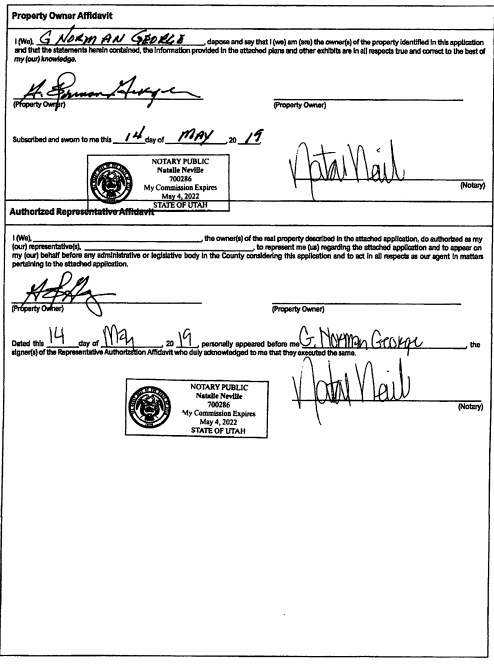 Property Owner Affidavit
I (We), G NORMAN GEORGE, depose and say that I (we) am (are) the owner(s) of the property identified in this application
and that the statements herein contained, the information provided in the attached plans and other exhibits are in all respects true and correct to the best of
my (our) knowledge.
G. Norman George
(Property Owner) (Property Owner)
Subscribed and sworn to me this 14 day of MAY, 20 19
NOTARY PUBLIC
Natalie Neville
700286
My Commission Expires
May 4, 2022
STATE OF UTAH
(Notary)
Authorized Representative Affidavit
I (We), , the owner(s) of the real property described in the attached application, do authorized as my
(our) representative(s), , to represent me (us) regarding the attached application and to appear on
my (our) behalf before any administrative or legislative body in the County considering this application and to act in all respects as our agent in matters
pertaining to the attached application.
(Property Owner) (Property Owner)
Dated this 14 day of May, 20 19, personally appeared before me G. Norman George, the
signer(s) of the Representative Authorization Affidavit who duly acknowledged to me that they executed the same.
NOTARY PUBLIC
Natalie Neville
700286
My Commission Expires
May 4, 2022
STATE OF UTAH
(Notary)